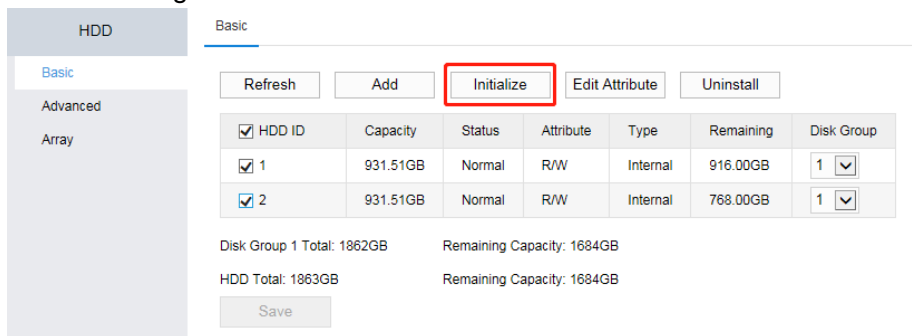 HDD
Basic
Basic
Advanced
Array
Refresh Add Initialize Edit Attribute Uninstall
HDD ID Capacity Status Attribute Type Remaining Disk Group
1 931.51GB Normal R/W Internal 916.00GB 1
2 931.51GB Normal R/W Internal 768.00GB 1
Disk Group 1 Total: 1862GB Remaining Capacity: 1684GB
HDD Total: 1863GB Remaining Capacity: 1684GB
Save